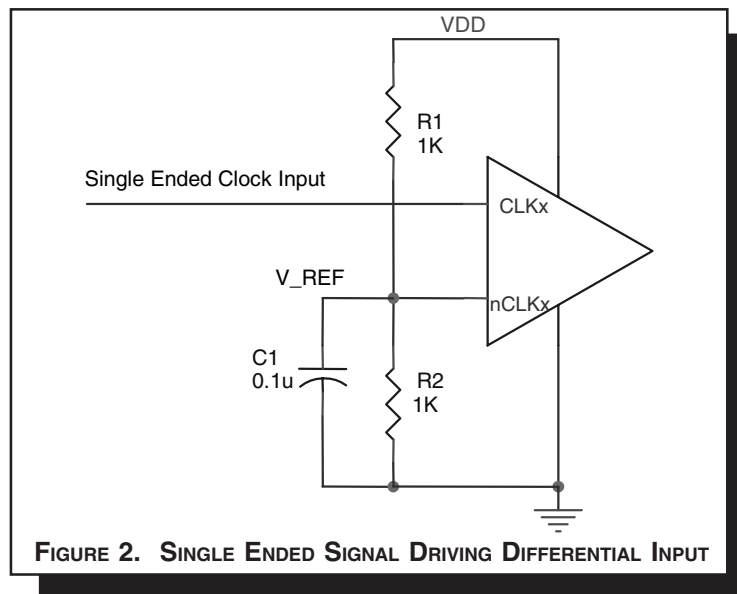 VDD
R1
1K
Single Ended Clock Input
CLKx
V_REF
nCLKx
C1
0.1u
R2
1K
FIGURE 2. SINGLE ENDED SIGNAL DRIVING DIFFERENTIAL INPUT